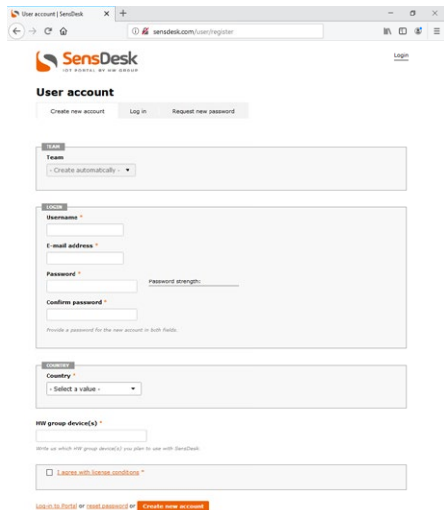 User account | SensDesk
sensdesk.com/user/register
SensDesk
IOT PORTAL BY HW GROUP
Login
User account
Create new account
Log in
Request new password
TEAM
Team
- Create automatically -
LOGIN
Username *
E-mail address *
Password *
Password strength:
Confirm password *
Provide a password for the new account in both fields.
COUNTRY
Country *
- Select a value -
HW group device(s) *
Write us which HW group device(s) you plan to use with SensDesk.
I agree with license conditions *
Log-in to Portal or reset password or Create new account